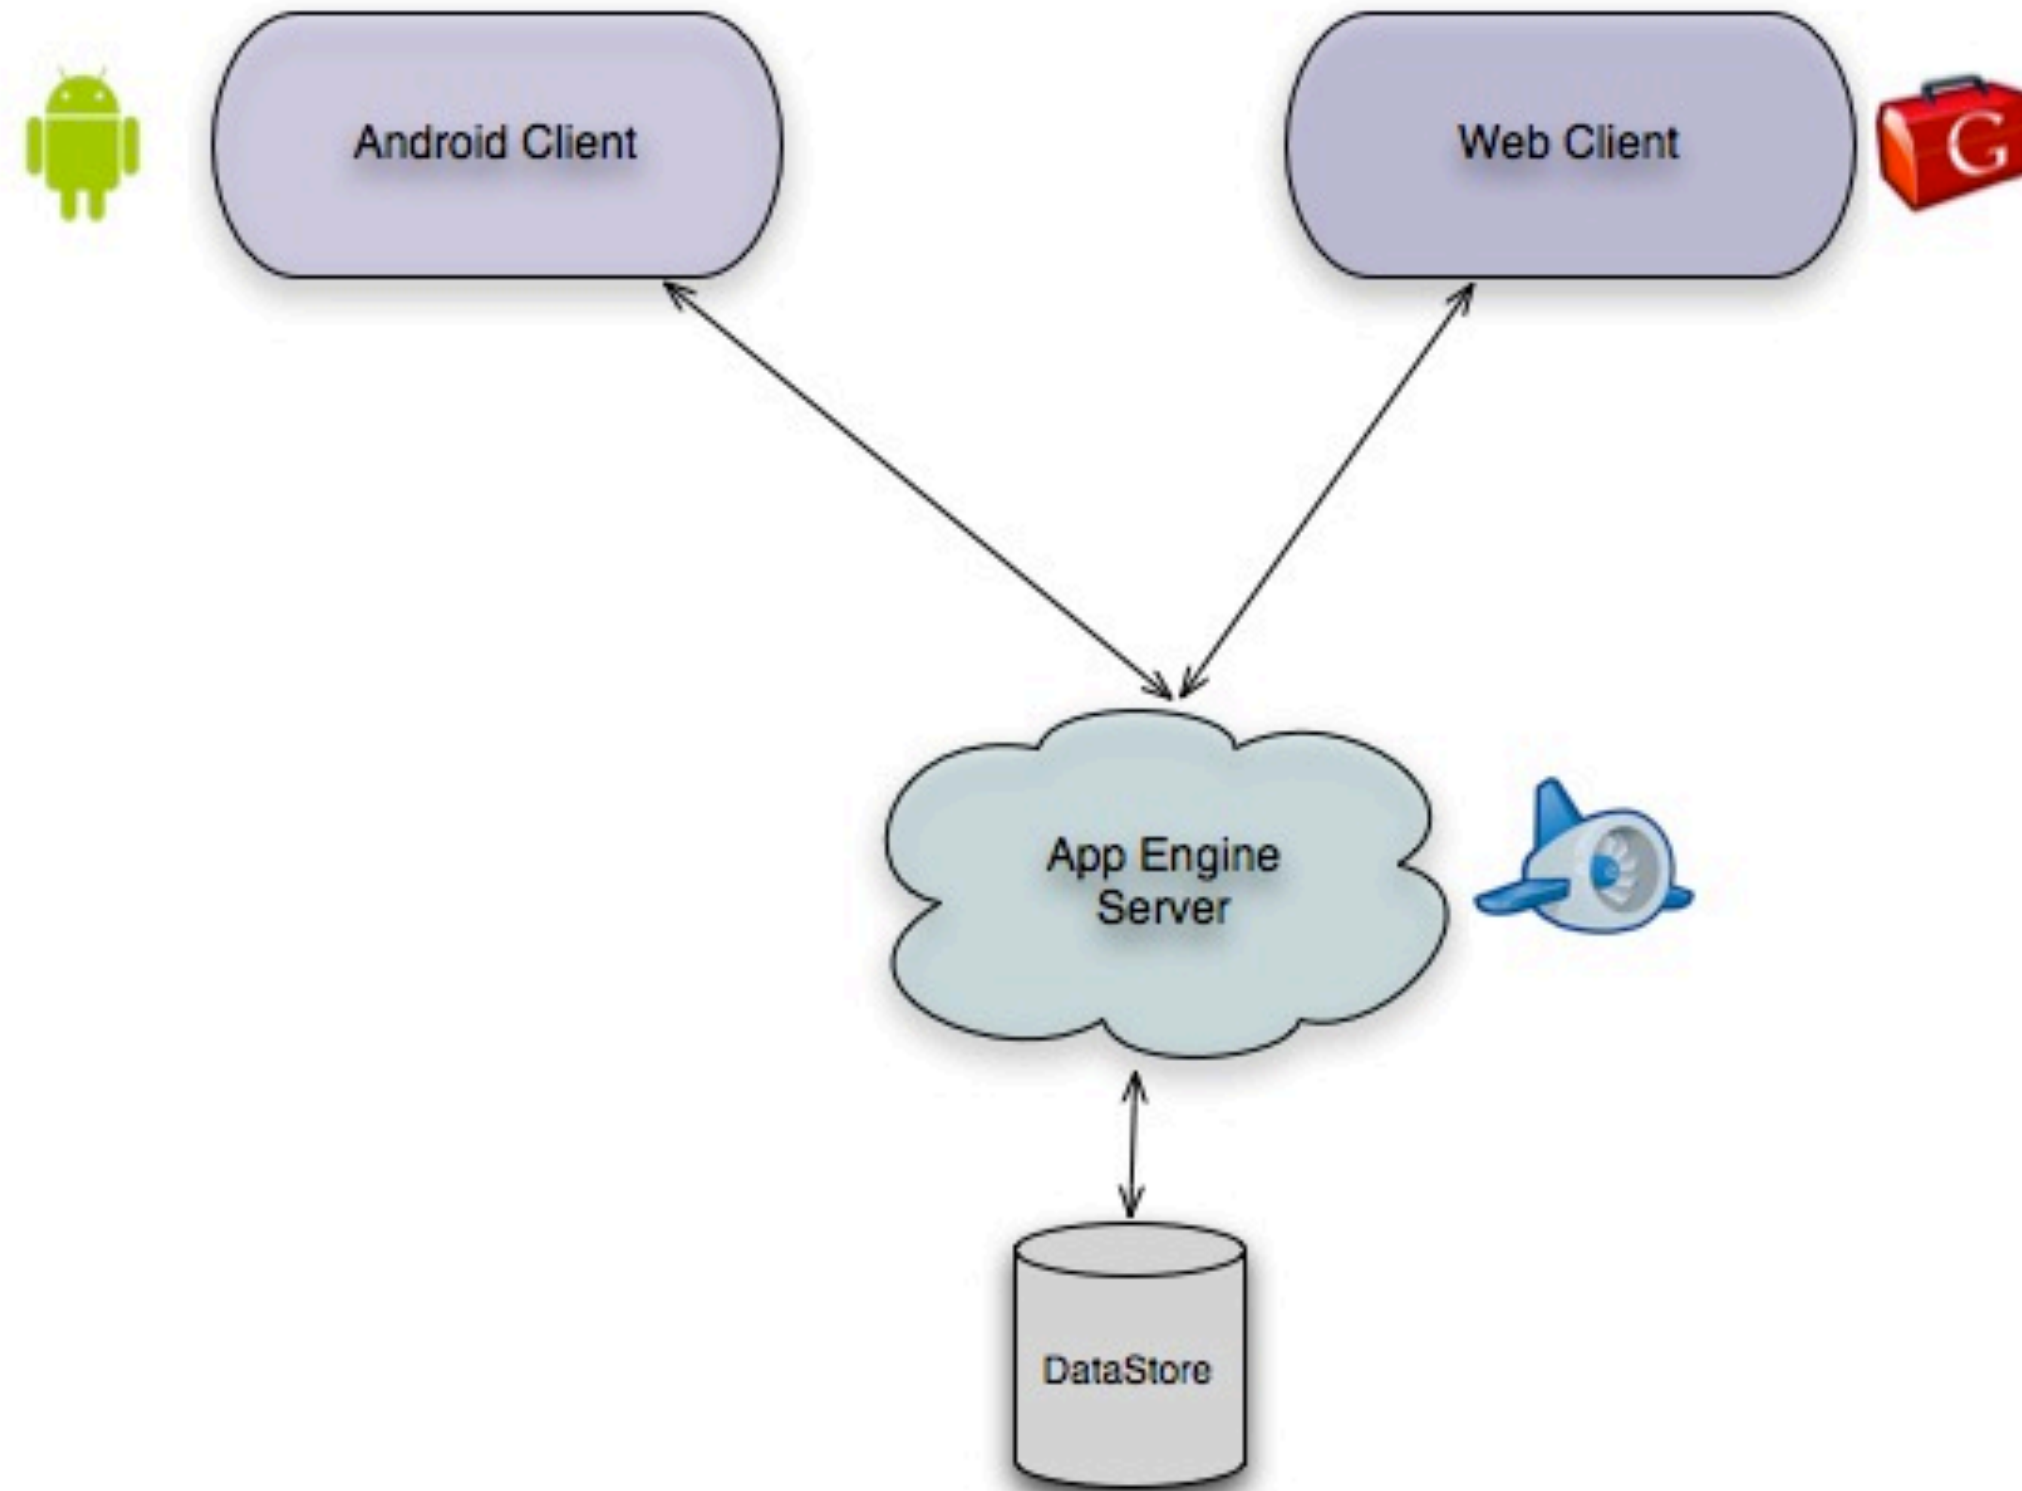 Android Client
Web Client
G
App Engine
Server
DataStore